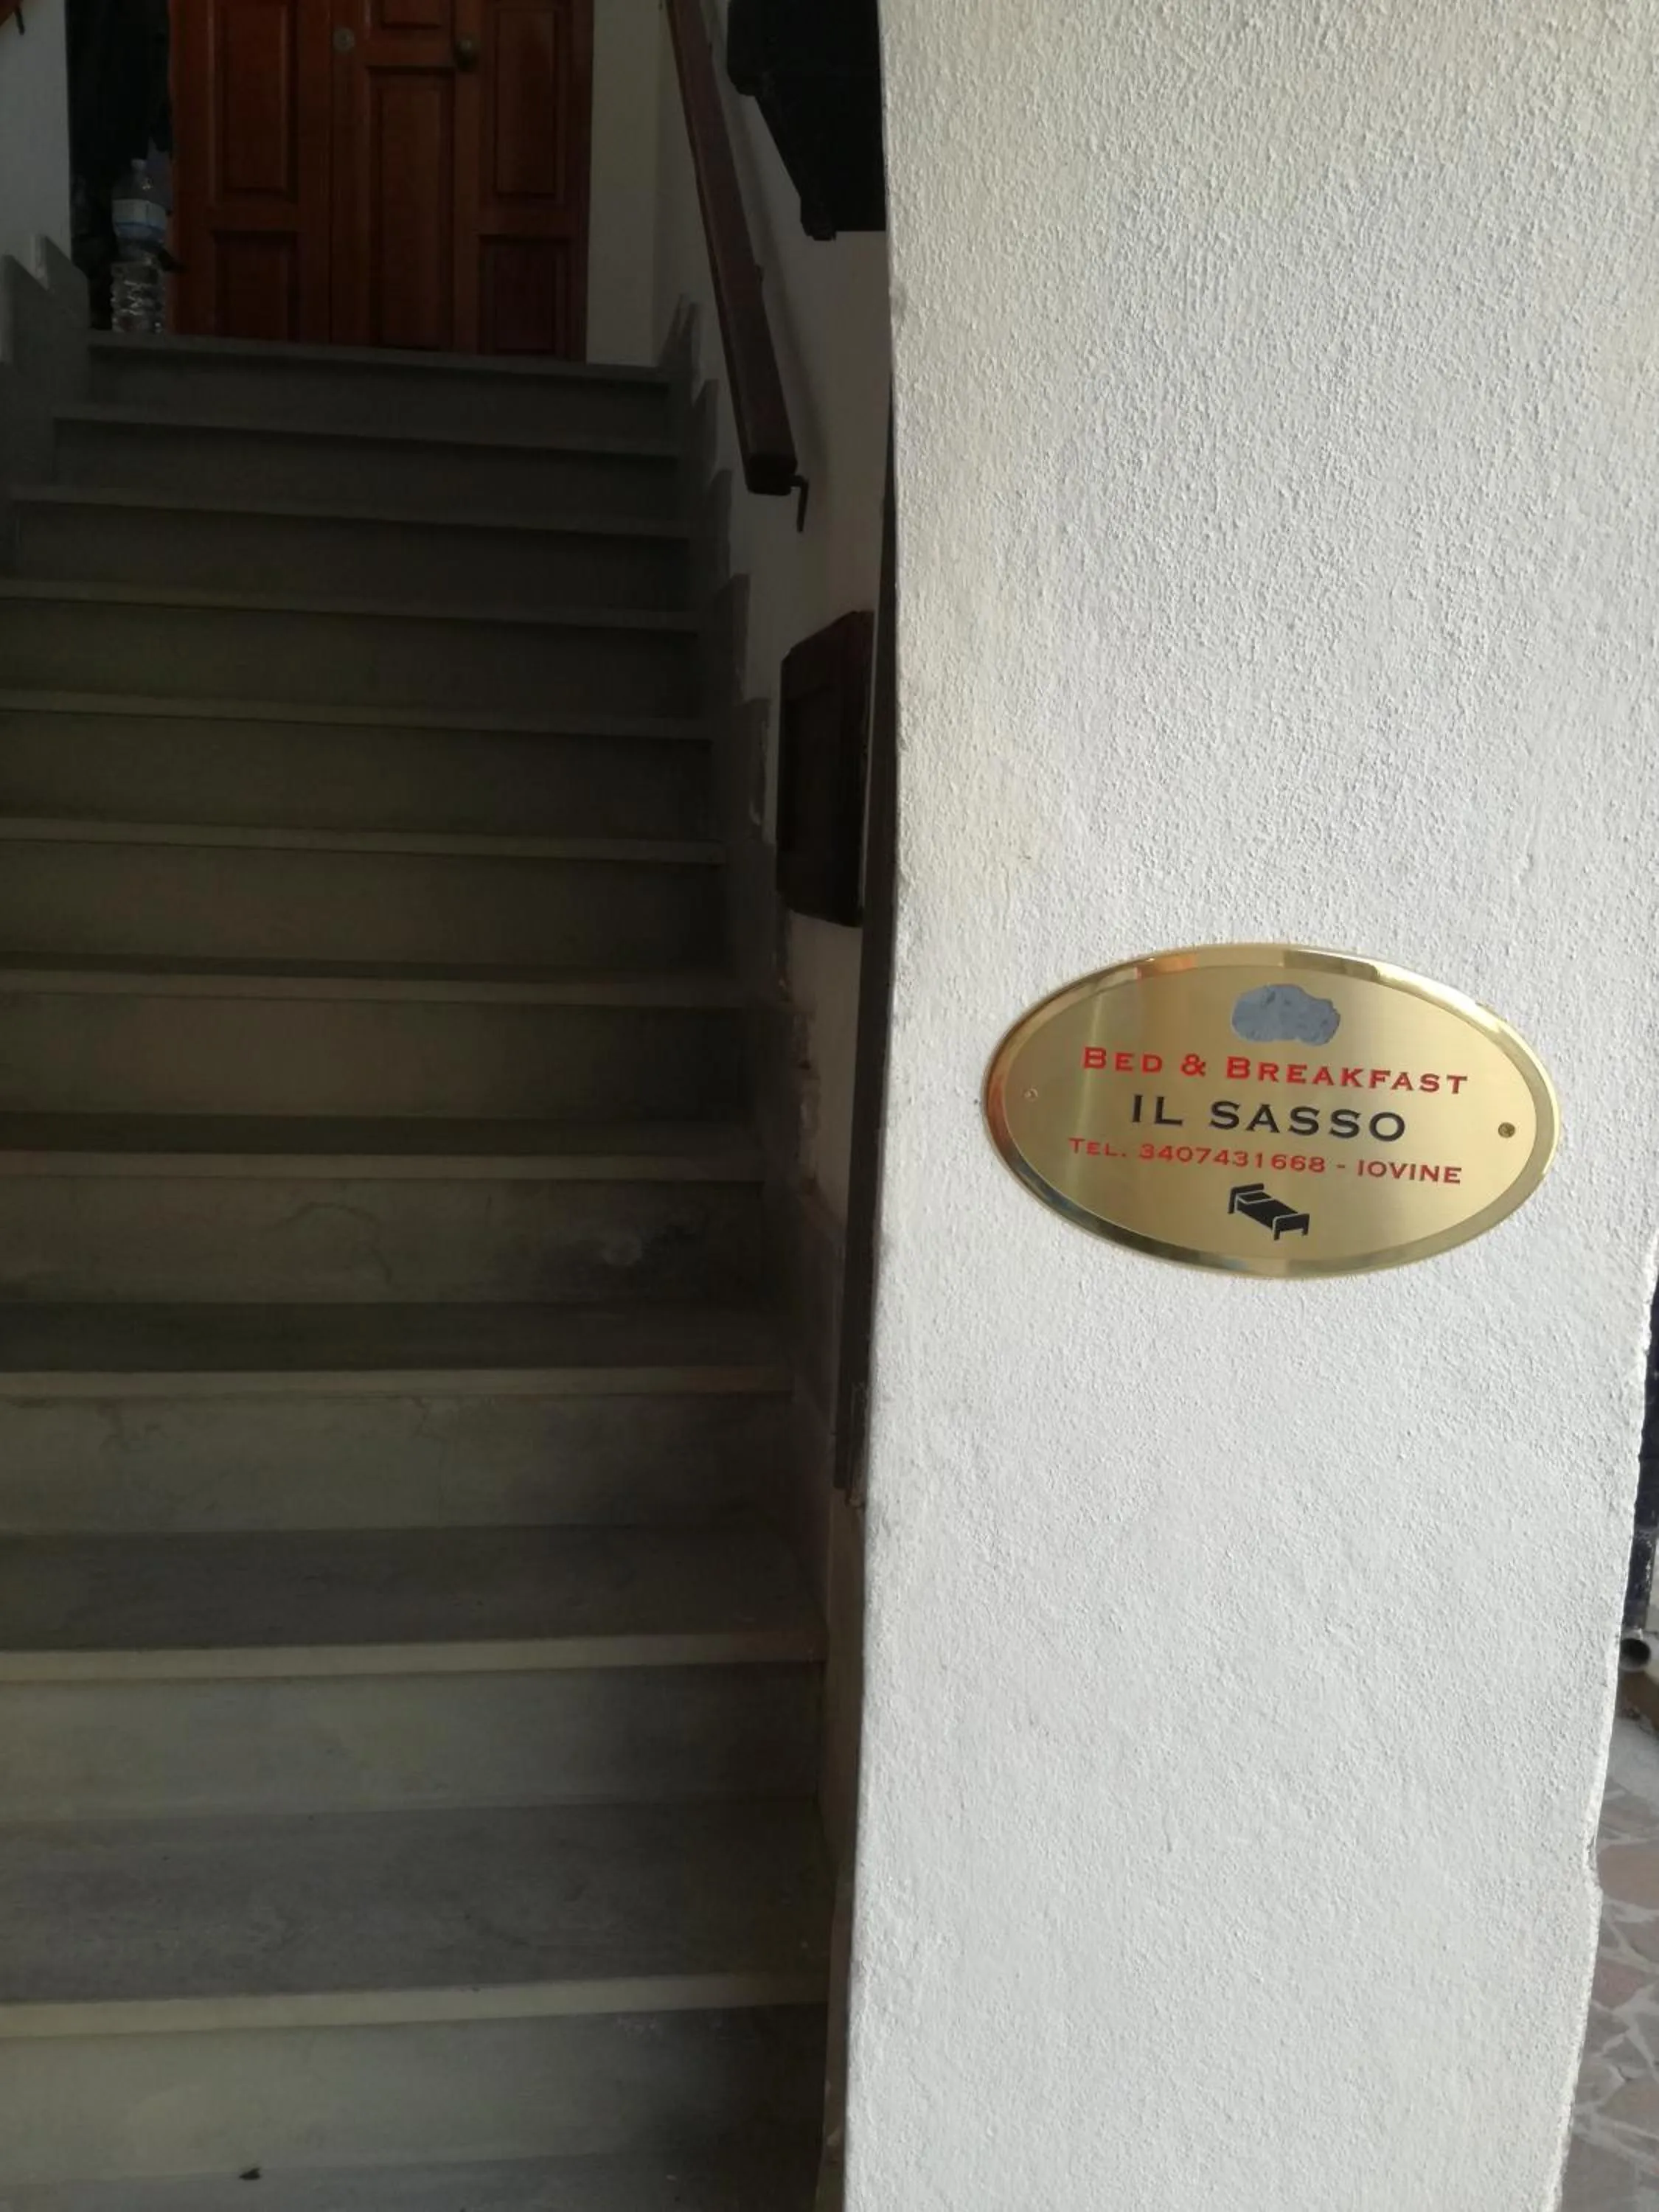 BED & BREAKFAST
IL SASSO
TEL. 3407431668 - IOVINE